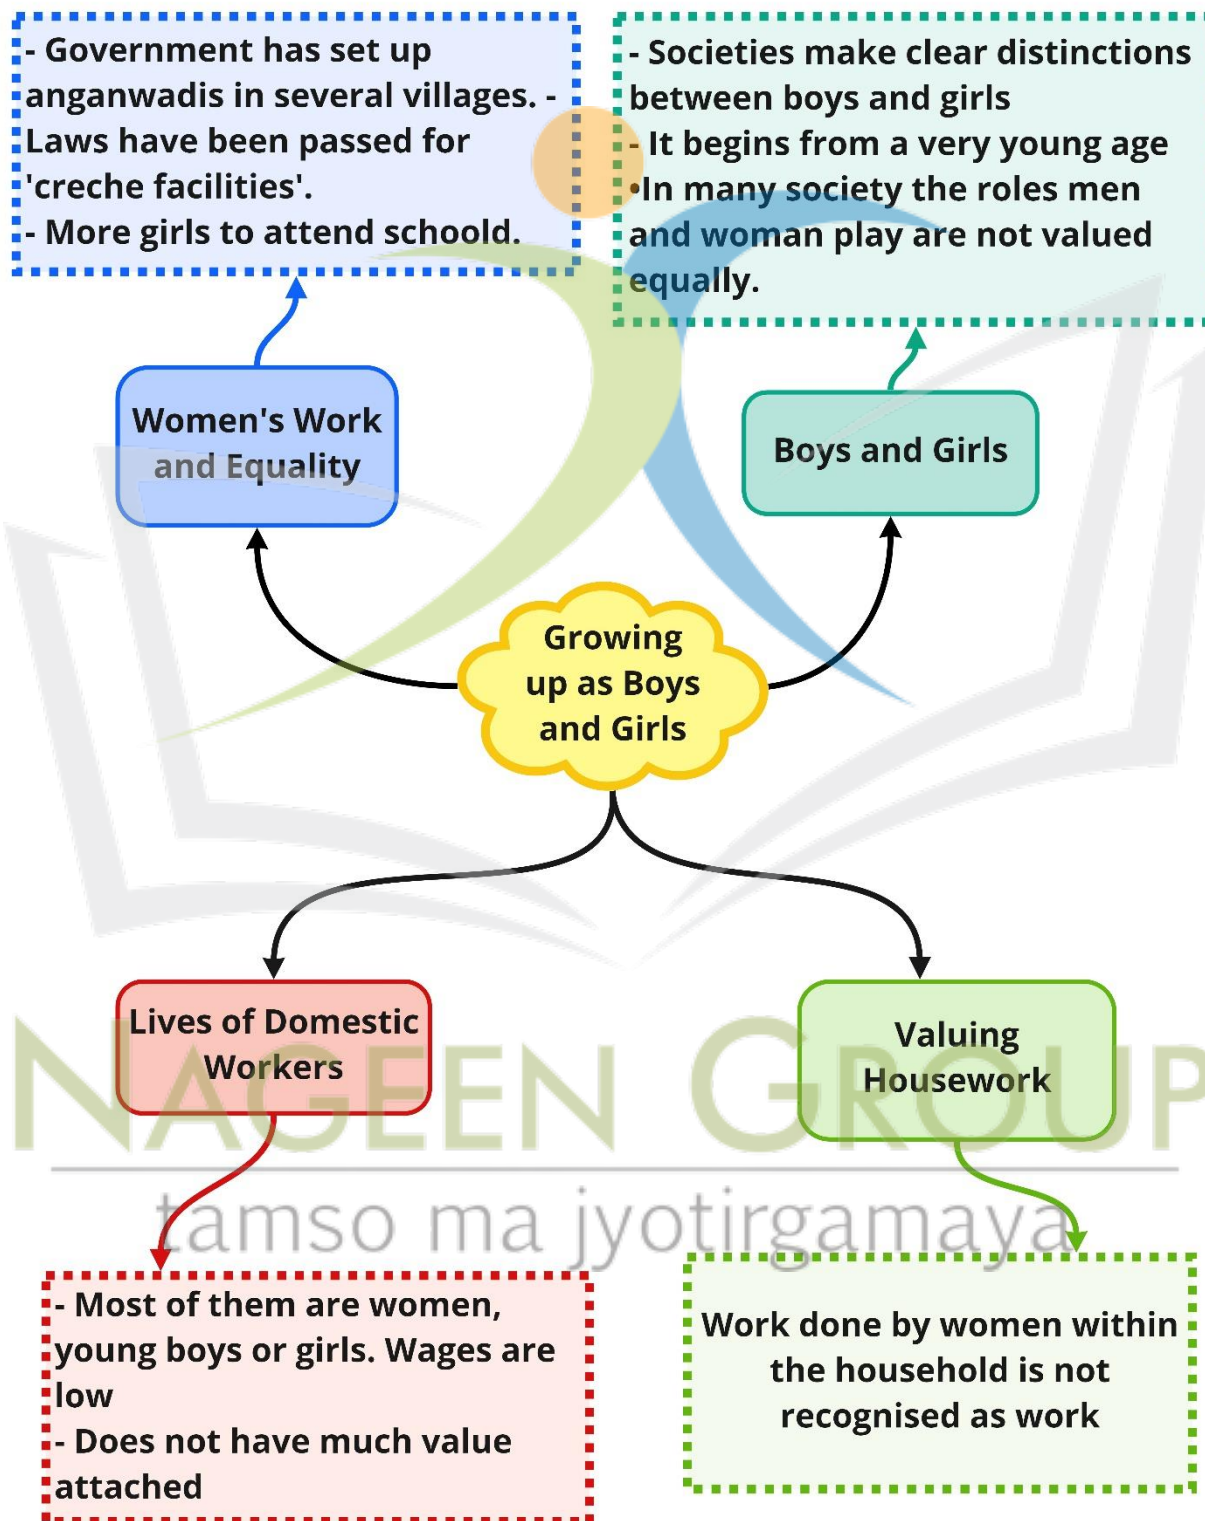 - Government has set up
anganwadis in several villages. -
Laws have been passed for
'creche facilities'.
- More girls to attend schoold.
- Societies make clear distinctions
between boys and girls
- It begins from a very young age
•In many society the roles men
and woman play are not valued
equally.
Women's Work
and Equality
Boys and Girls
Growing
up as Boys
and Girls
Lives of Domestic
Workers
Valuing
Housework
NAGEEN GROUP
tamso ma jyotirgamaya
- Most of them are women,
young boys or girls. Wages are
low
- Does not have much value
attached
Work done by women within
the household is not
recognised as work